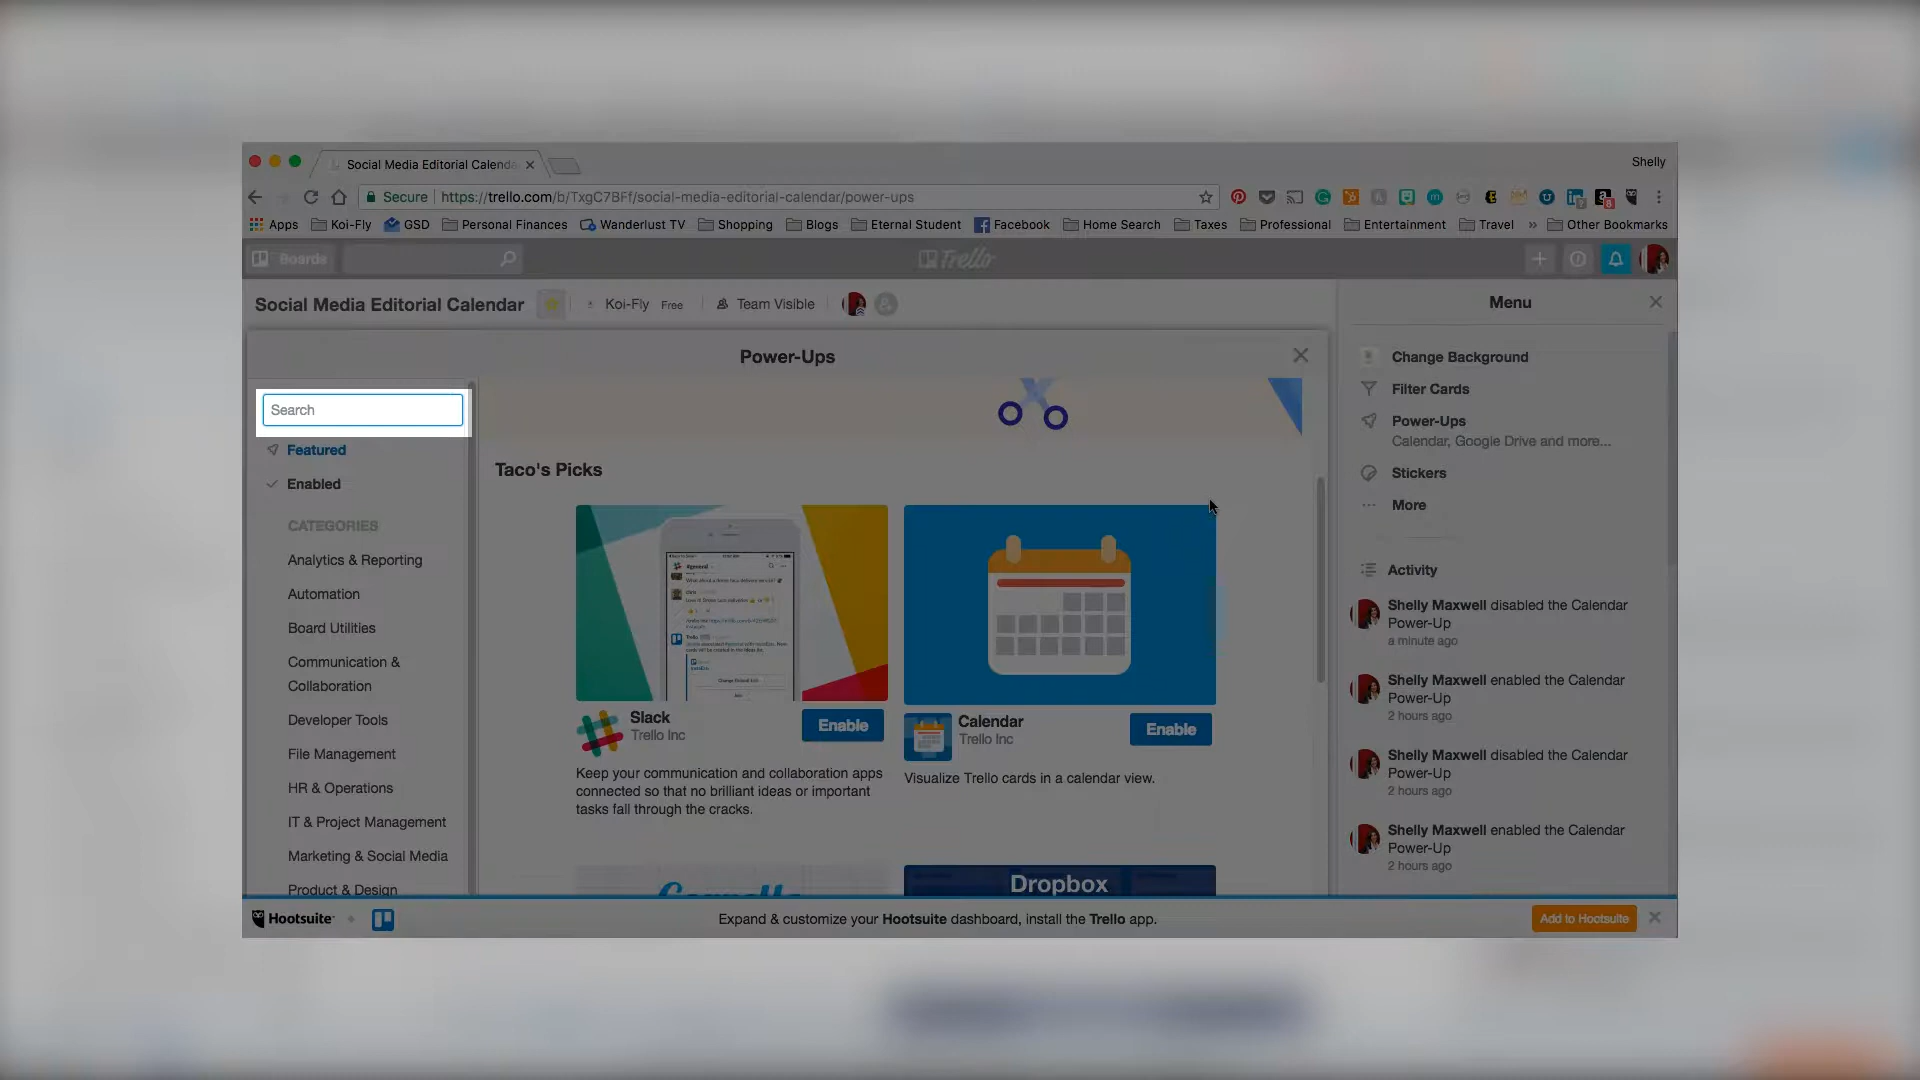 Social Media Editorial Calenda
Shelly
Secure
https://trello.com/b/TxgC7BFf/social-media-editorial-calendar/power-ups
Apps
Koi-Fly
GSD
Personal Finances
Wanderlust TV
Shopping
Blogs
Eternal Student
Facebook
Home Search
Taxes
Professional
Entertainment
Travel
»
Other Bookmarks
Boards
Trello
Social Media Editorial Calendar
Koi-Fly Free
Team Visible
Menu
Power-Ups
Search
Featured
Enabled
CATEGORIES
Analytics & Reporting
Automation
Board Utilities
Communication &
Collaboration
Developer Tools
File Management
HR & Operations
IT & Project Management
Marketing & Social Media
Product & Design
Taco's Picks
Slack
Trello Inc
Enable
Keep your communication and collaboration apps
connected so that no brilliant ideas or important
tasks fall through the cracks.
Calendar
Trello Inc
Enable
Visualize Trello cards in a calendar view.
Dropbox
Change Background
Filter Cards
Power-Ups
Calendar, Google Drive and more...
Stickers
More
Activity
Shelly Maxwell disabled the Calendar
Power-Up
a minute ago
Shelly Maxwell enabled the Calendar
Power-Up
2 hours ago
Shelly Maxwell disabled the Calendar
Power-Up
2 hours ago
Shelly Maxwell enabled the Calendar
Power-Up
2 hours ago
Hootsuite
Expand & customize your Hootsuite dashboard, install the Trello app.
Add to Hootsuite